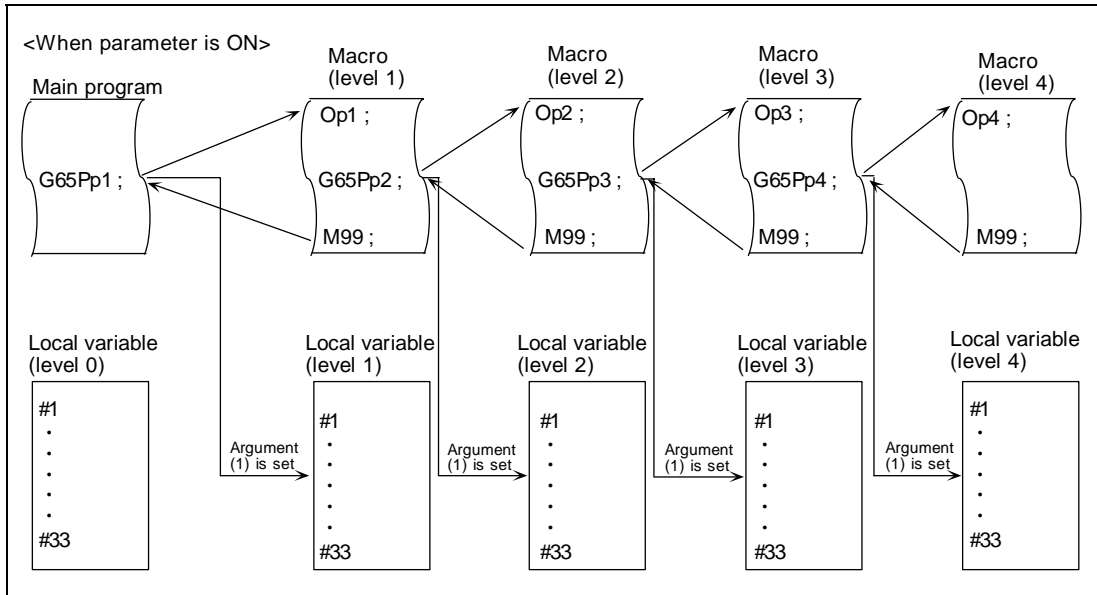 <When parameter is ON>
Main program
G65Pp1 ;
Macro
(level 1)
Op1 ;
G65Pp2 ;
M99 ;
Macro
(level 2)
Op2 ;
G65Pp3 ;
M99 ;
Macro
(level 3)
Op3 ;
G65Pp4 ;
M99 ;
Macro
(level 4)
Op4 ;
M99 ;
Local variable
(level 0)
#1
#33
Argument
(1) is set
Local variable
(level 1)
#1
#33
Argument
(1) is set
Local variable
(level 2)
#1
#33
Argument
(1) is set
Local variable
(level 3)
#1
#33
Argument
(1) is set
Local variable
(level 4)
#1
#33